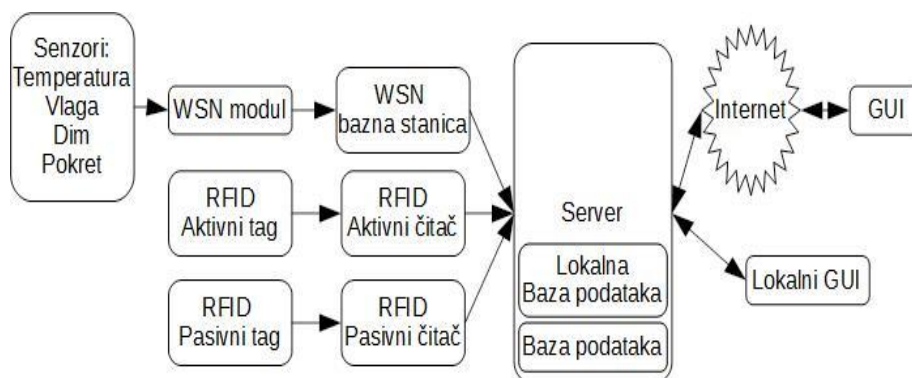 Senzori:
Temperatura
Vlaga
Dim
Pokret
WSN modul
WSN
bazna stanica
RFID
Aktivni tag
RFID
Aktivni čitač
RFID
Pasivni tag
RFID
Pasivni čitač
Server
Lokalna
Baza podataka
Baza podataka
Internet
GUI
Lokalni GUI